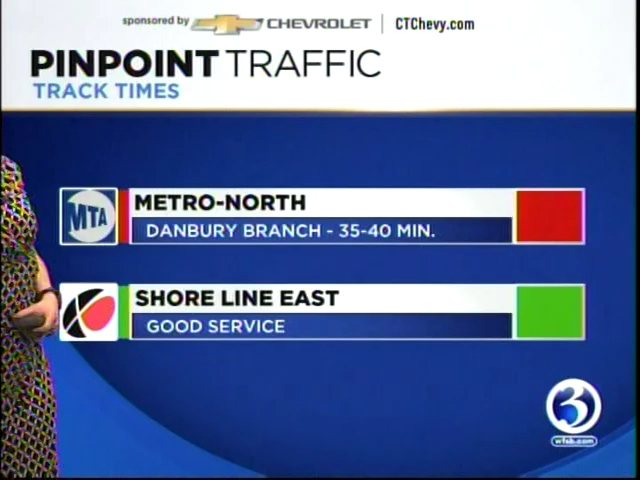 sponsored by CHEVROLET | CTChevy.com
PINPOINT TRAFFIC
TRACK TIMES
MTA
METRO-NORTH
DANBURY BRANCH - 35-40 MIN.
SHORE LINE EAST
GOOD SERVICE
3
wfsb.com